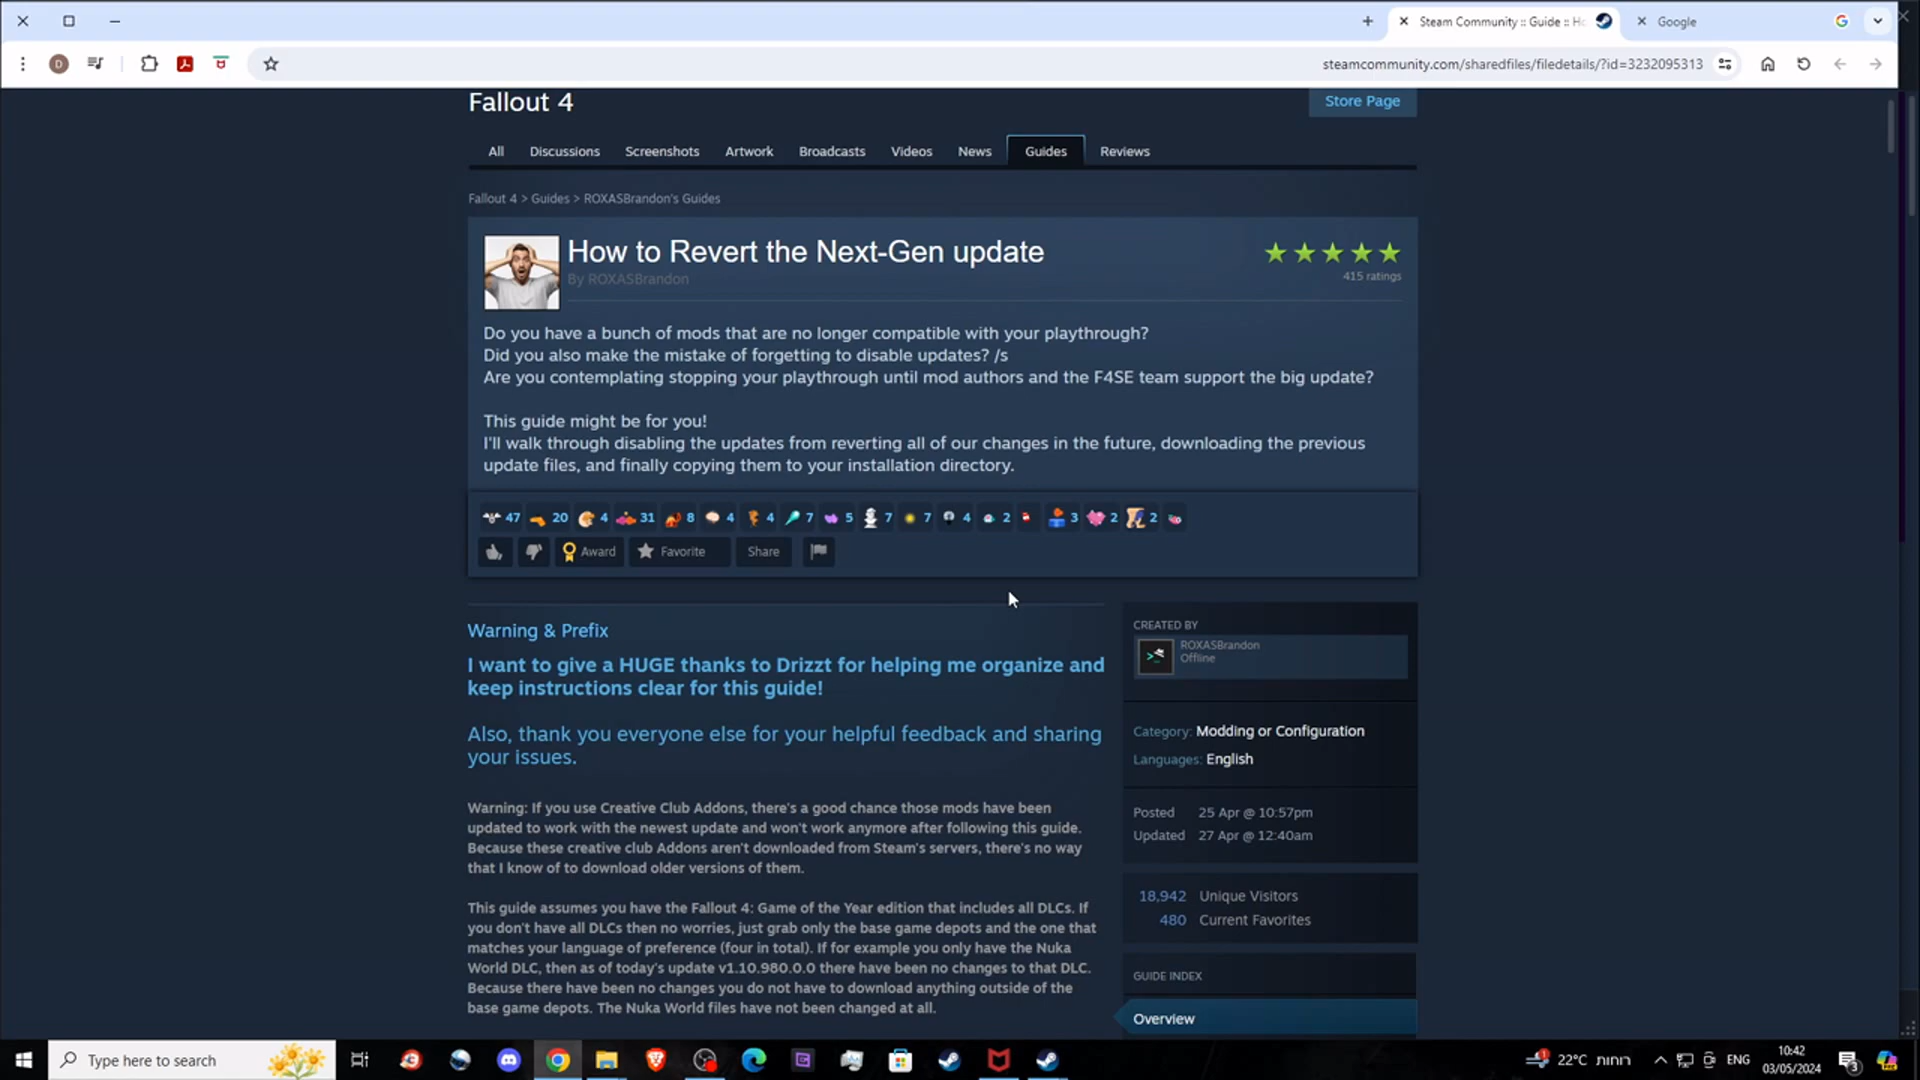 Steam Community :: Guide :: Ho
Google
steamcommunity.com/sharedfiles/filedetails/?id=3232095313
D
Fallout 4
Store Page
All Discussions Screenshots Artwork Broadcasts Videos News Guides Reviews
Fallout 4 > Guides > ROXASBrandon's Guides
How to Revert the Next-Gen update
By ROXASBrandon
415 ratings
Do you have a bunch of mods that are no longer compatible with your playthrough?
Did you also make the mistake of forgetting to disable updates? /s
Are you contemplating stopping your playthrough until mod authors and the F4SE team support the big update?
This guide might be for you!
I'll walk through disabling the updates from reverting all of our changes in the future, downloading the previous
update files, and finally copying them to your installation directory.
47 20 4 31 8 4 4 7 5 7 7 4 2 3 2 2
Award Favorite Share
Warning & Prefix
I want to give a HUGE thanks to Drizzt for helping me organize and
keep instructions clear for this guide!
Also, thank you everyone else for your helpful feedback and sharing
your issues.
Warning: If you use Creative Club Addons, there's a good chance those mods have been
updated to work with the newest update and won't work anymore after following this guide.
Because these creative club Addons aren't downloaded from Steam's servers, there's no way
that I know of to download older versions of them.
This guide assumes you have the Fallout 4: Game of the Year edition that includes all DLCs. If
you don't have all DLCs then no worries, just grab only the base game depots and the one that
matches your language of preference (four in total). If for example you only have the Nuka
World DLC, then as of today's update v1.10.980.0.0 there have been no changes to that DLC.
Because there have been no changes you do not have to download anything outside of the
base game depots. The Nuka World files have not been changed at all.
CREATED BY
ROXASBrandon
Offline
Category: Modding or Configuration
Languages: English
Posted 25 Apr @ 10:57pm
Updated 27 Apr @ 12:40am
18,942 Unique Visitors
480 Current Favorites
GUIDE INDEX
Overview
Type here to search
22°C רוחות
ENG
10:42
03/05/2024
3